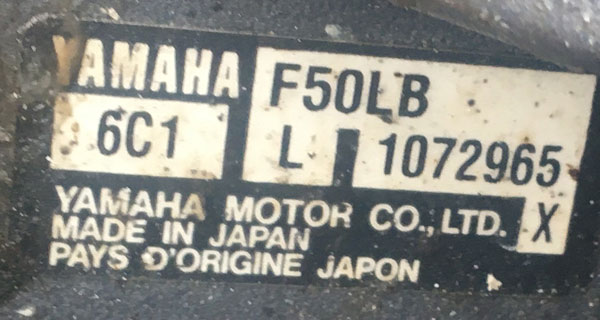 YAMAHA F50LB
6C1 L 1072965
YAMAHA MOTOR CO., LTD. X
MADE IN JAPAN
PAYS D'ORIGINE JAPON